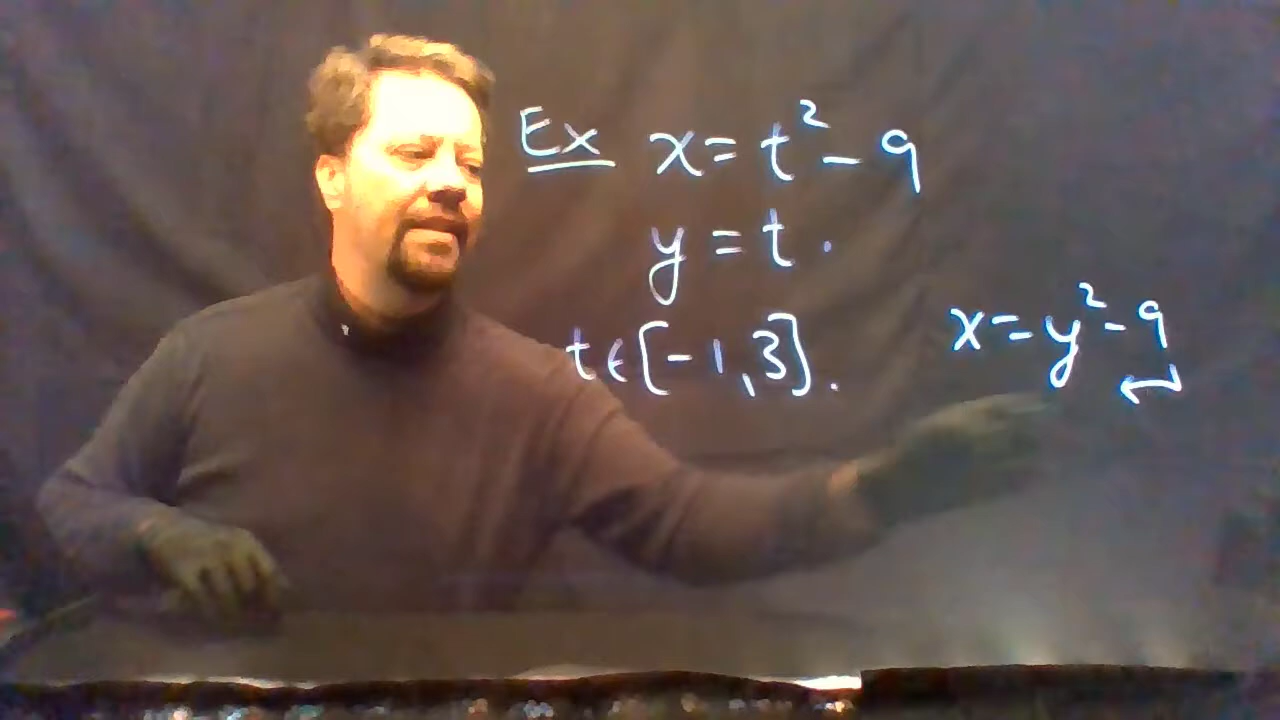 Ex x = t² - 9
y = t.
t ∈ [-1, 3].
x = y² - 9